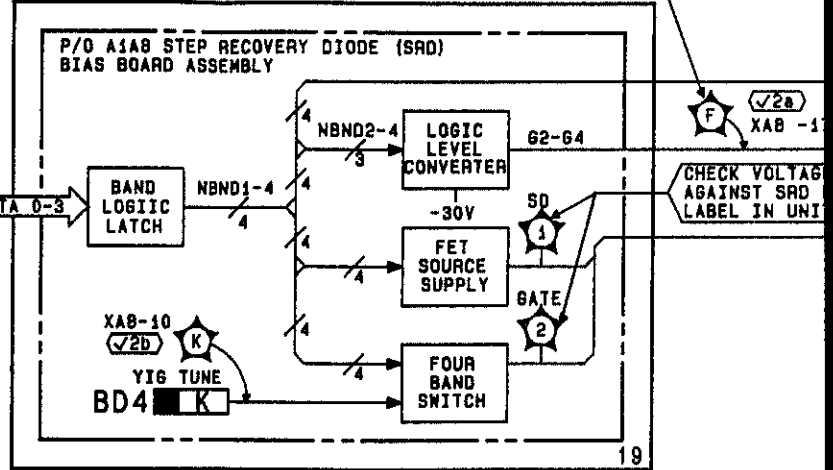 P/O A1A8 STEP RECOVERY DIODE (SRD)
BIAS BOARD ASSEMBLY
4
NBND2-4
3
LOGIC
LEVEL
CONVERTER
G2-G4
F
√2a
XA8 -17
TA 0-3
BAND
LOGIIC
LATCH
NBND1-4
4
4
-30V
CHECK VOLTAG
AGAINST SRD
LABEL IN UNI
SD
1
4
4
FET
SOURCE
SUPPLY
GATE
2
XA8-10
√2b
K
4
4
YIG TUNE
BD4 K
FOUR
BAND
SWITCH
19